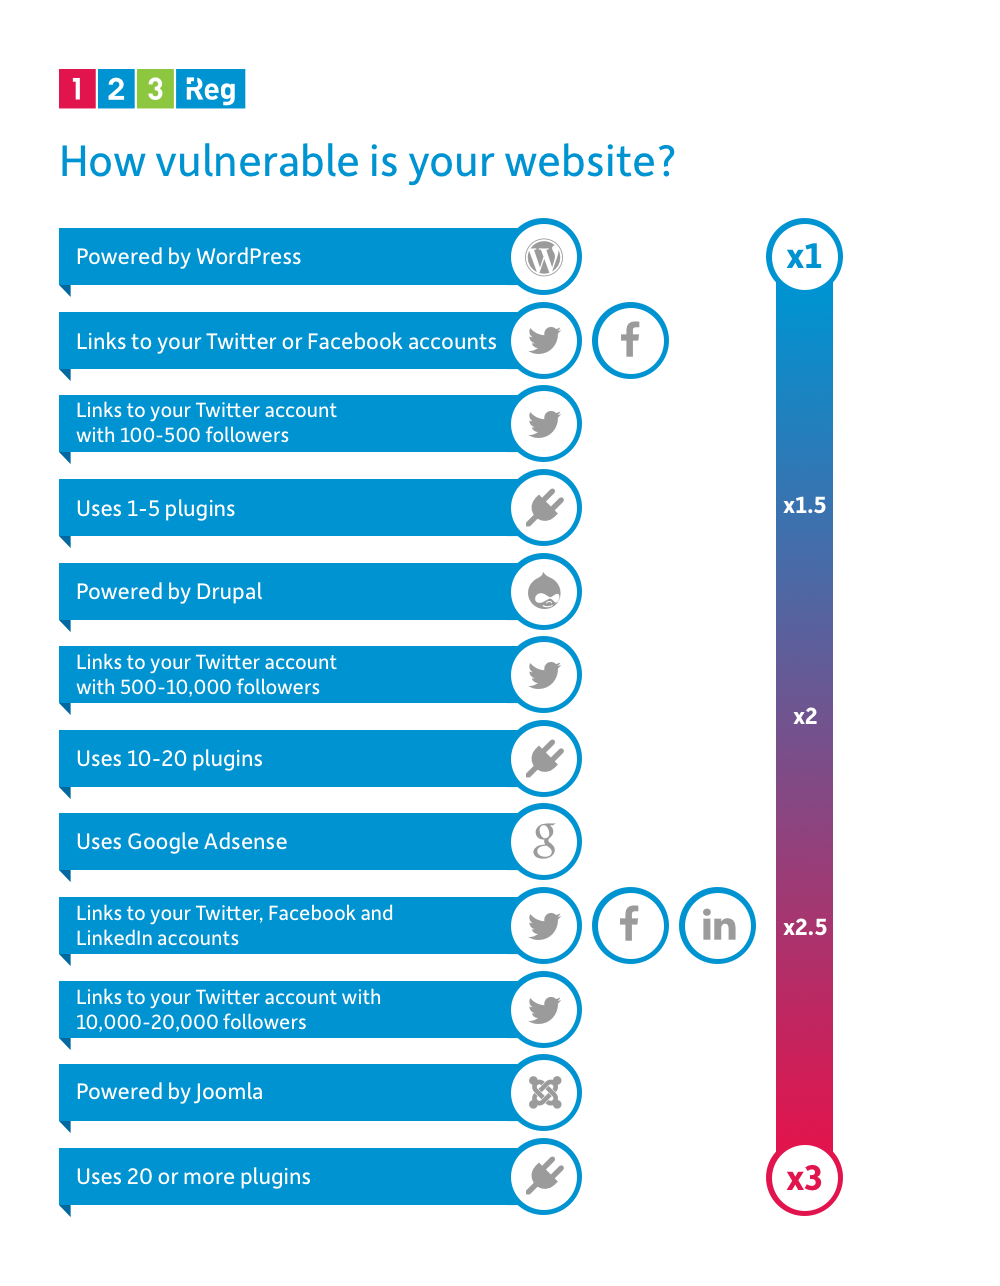 1 2 3 Reg
How vulnerable is your website?
Powered by WordPress
x1
Links to your Twitter or Facebook accounts
Links to your Twitter account
with 100-500 followers
Uses 1-5 plugins
x1.5
Powered by Drupal
Links to your Twitter account
with 500-10,000 followers
x2
Uses 10-20 plugins
Uses Google Adsense
Links to your Twitter, Facebook and
LinkedIn accounts
x2.5
Links to your Twitter account with
10,000-20,000 followers
Powered by Joomla
Uses 20 or more plugins
x3